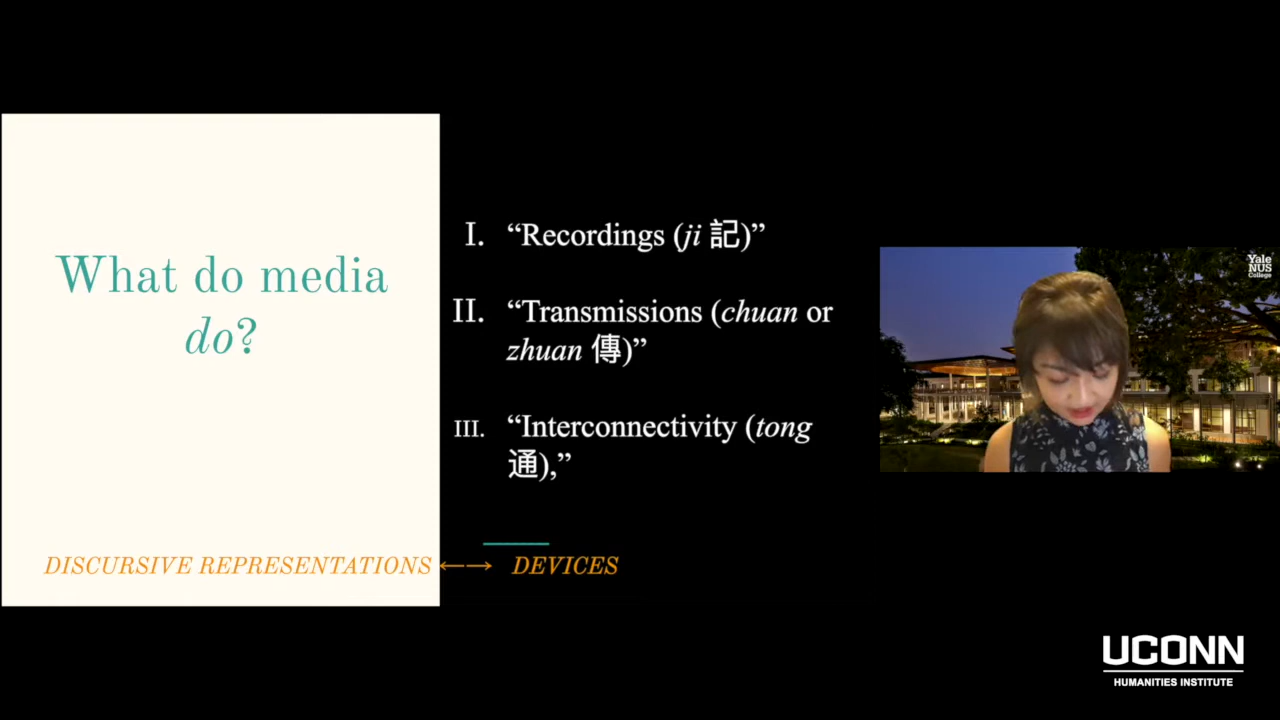 What do media
do?
I. “Recordings (ji 記)”
II. “Transmissions (chuan or
zhuan 傳)”
III. “Interconnectivity (tong
通),”
DISCURSIVE REPRESENTATIONS ←→ DEVICES
Yale
NUS
College
UCONN
HUMANITIES INSTITUTE